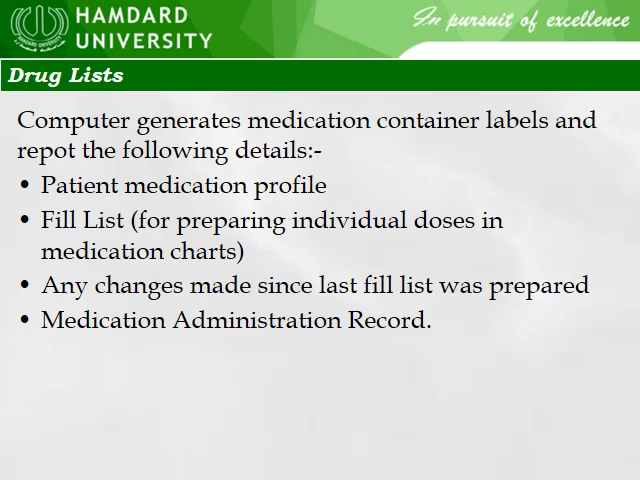 HAMDARD
UNIVERSITY
In pursuit of excellence
HAMDARD UNIVERSITY
Drug Lists
Computer generates medication container labels and
repot the following details:-
• Patient medication profile
• Fill List (for preparing individual doses in
medication charts)
• Any changes made since last fill list was prepared
• Medication Administration Record.